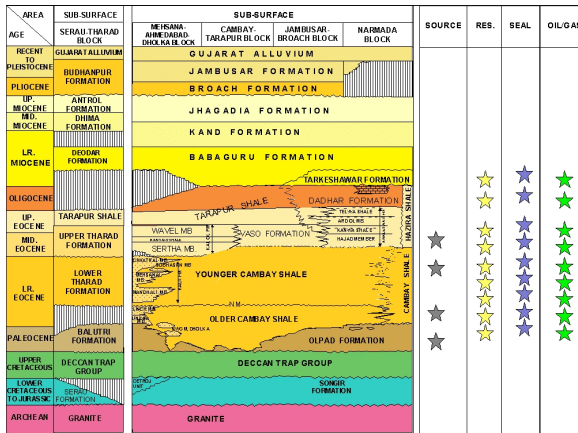 AREA
AGE
SUB-SURFACE
SERAU-THARAD
BLOCK
SUB-SURFACE
MEHSANA-
AHMEDABAD-
DHOLKA BLOCK
CAMBAY-
TARAPUR BLOCK
JAMBUSAR-
BROACH BLOCK
NARMADA
BLOCK
SOURCE
RES.
SEAL
OIL/GAS
RECENT
TO
PLEISTOCENE
GUJARAT ALLUVIUM
GUJARAT ALLUVIUM
BUDHANPUR
FORMATION
JAMBUSAR FORMATION
PLIOCENE
BROACH FORMATION
UP.
MIOCENE
ANTROL
FORMATION
JHAGADIA FORMATION
MID.
MIOCENE
DHIMA
FORMATION
KAND FORMATION
LR.
MIOCENE
DEODAR
FORMATION
BABAGURU FORMATION
TARKESHAWAR FORMATION
OLIGOCENE
DADHAR FORMATION
TARAPUR SHALE
UP.
EOCENE
TARAPUR SHALE
TELWA SHALE
ARDOL MB
KANWA SHALE
HAJAD MEMBER
HAZIRA SHALE
MID.
EOCENE
UPPER THARAD
FORMATION
WAVEL MB
SERTHA MB
VASO FORMATION
LR.
EOCENE
LOWER
THARAD
FORMATION
YOUNGER CAMBAY SHALE
CAMBAY SHALE
OLDER CAMBAY SHALE
PALEOCENE
BALUTRI
FORMATION
OLPAD FORMATION
UPPER
CRETACEOUS
DECCAN TRAP
GROUP
DECCAN TRAP GROUP
LOWER
CRETACEOUS
TO JURASSIC
SERAU
FORMATION
SONGIR
FORMATION
ARCHEAN
GRANITE
GRANITE